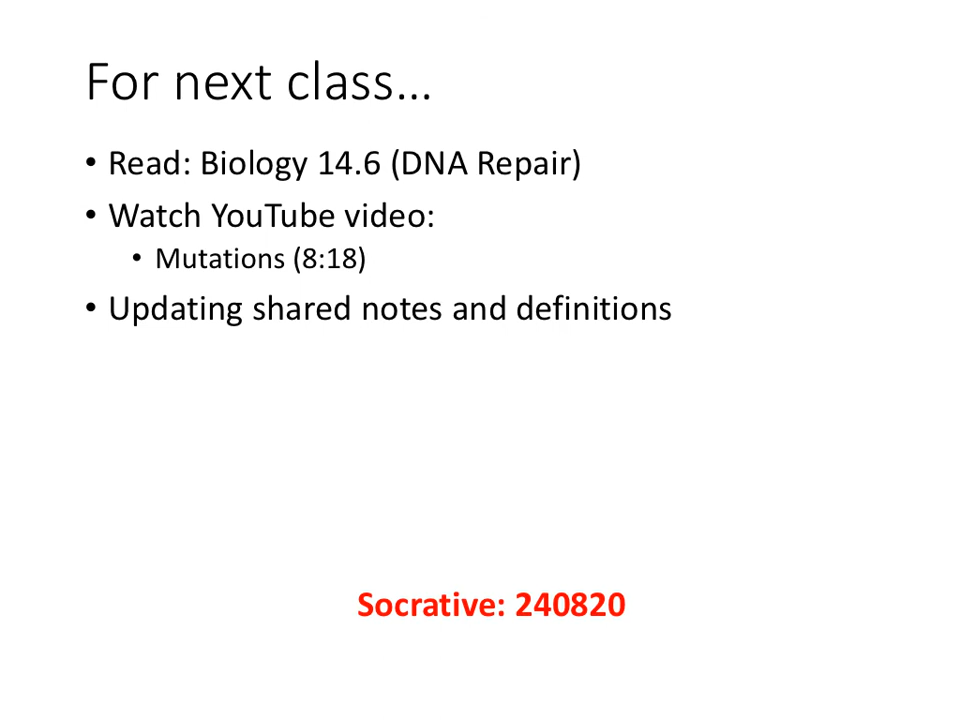 For next class…
• Read: Biology 14.6 (DNA Repair)
• Watch YouTube video:
• Mutations (8:18)
• Updating shared notes and definitions
Socrative: 240820